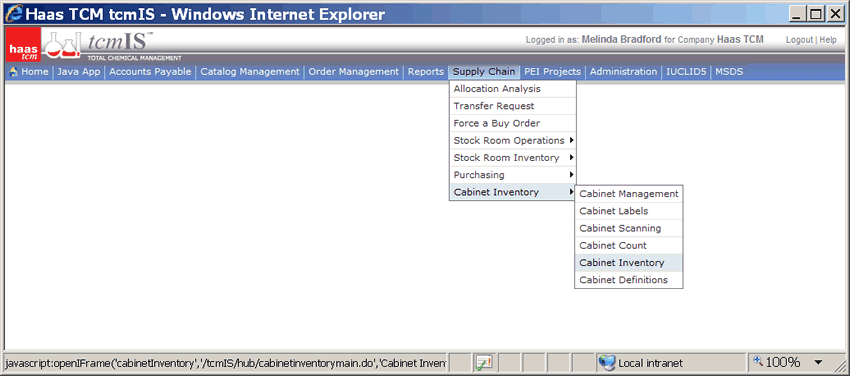 Haas TCM tcmIS - Windows Internet Explorer
haas tcm
tcmIS™
TOTAL CHEMICAL MANAGEMENT
Logged in as: Melinda Bradford for Company Haas TCM
Logout | Help
Home | Java App | Accounts Payable | Catalog Management | Order Management | Reports | Supply Chain | PEI Projects | Administration | IUCLID5 | MSDS
Allocation Analysis
Transfer Request
Force a Buy Order
Stock Room Operations
Stock Room Inventory
Purchasing
Cabinet Inventory
Cabinet Management
Cabinet Labels
Cabinet Scanning
Cabinet Count
Cabinet Inventory
Cabinet Definitions
javascript:openIFrame('cabinetInventory','/tcmIS/hub/cabinetinventorymain.do','Cabinet Inven
Local intranet
100%